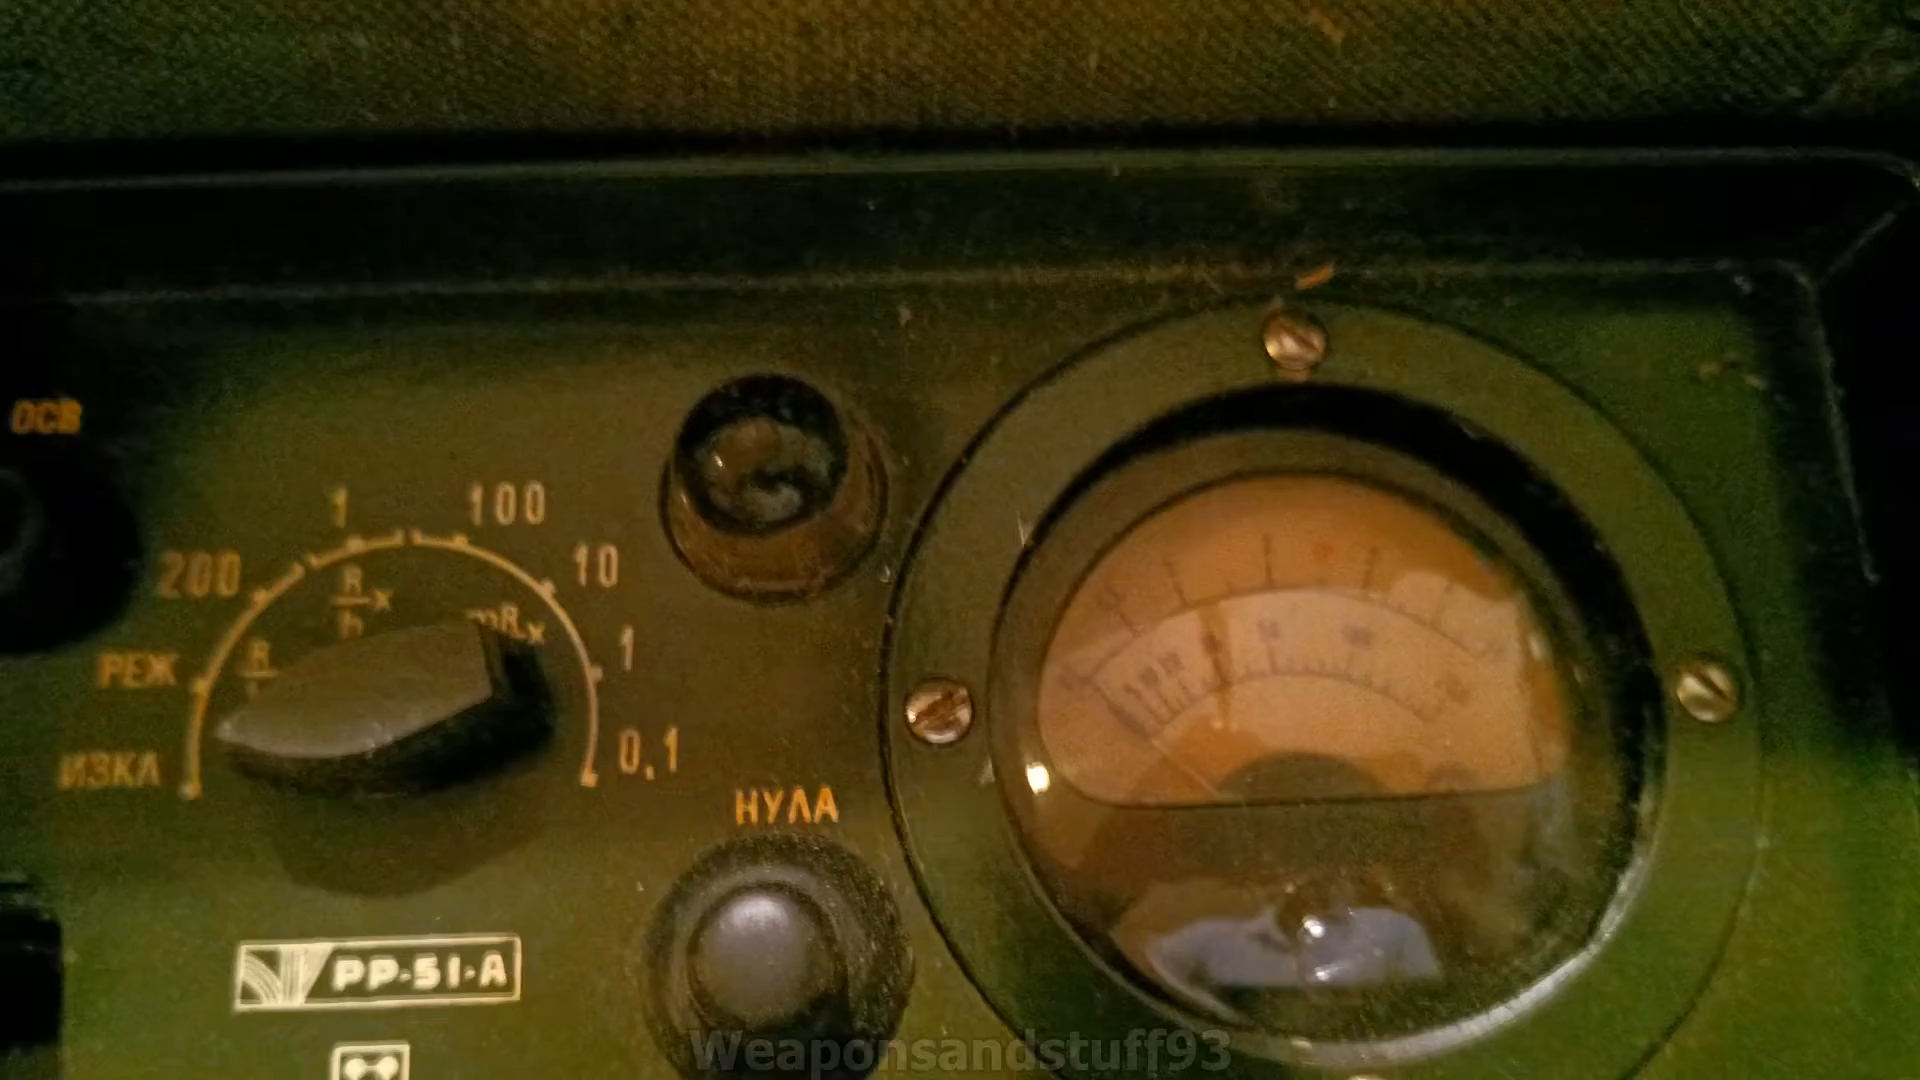 ОСВ
1
100
200
10
R
h x
mR x
РЕЖ
R
1
ИЗКЛ
0,1
НУЛА
РР-51-А
Weaponsandstuff93